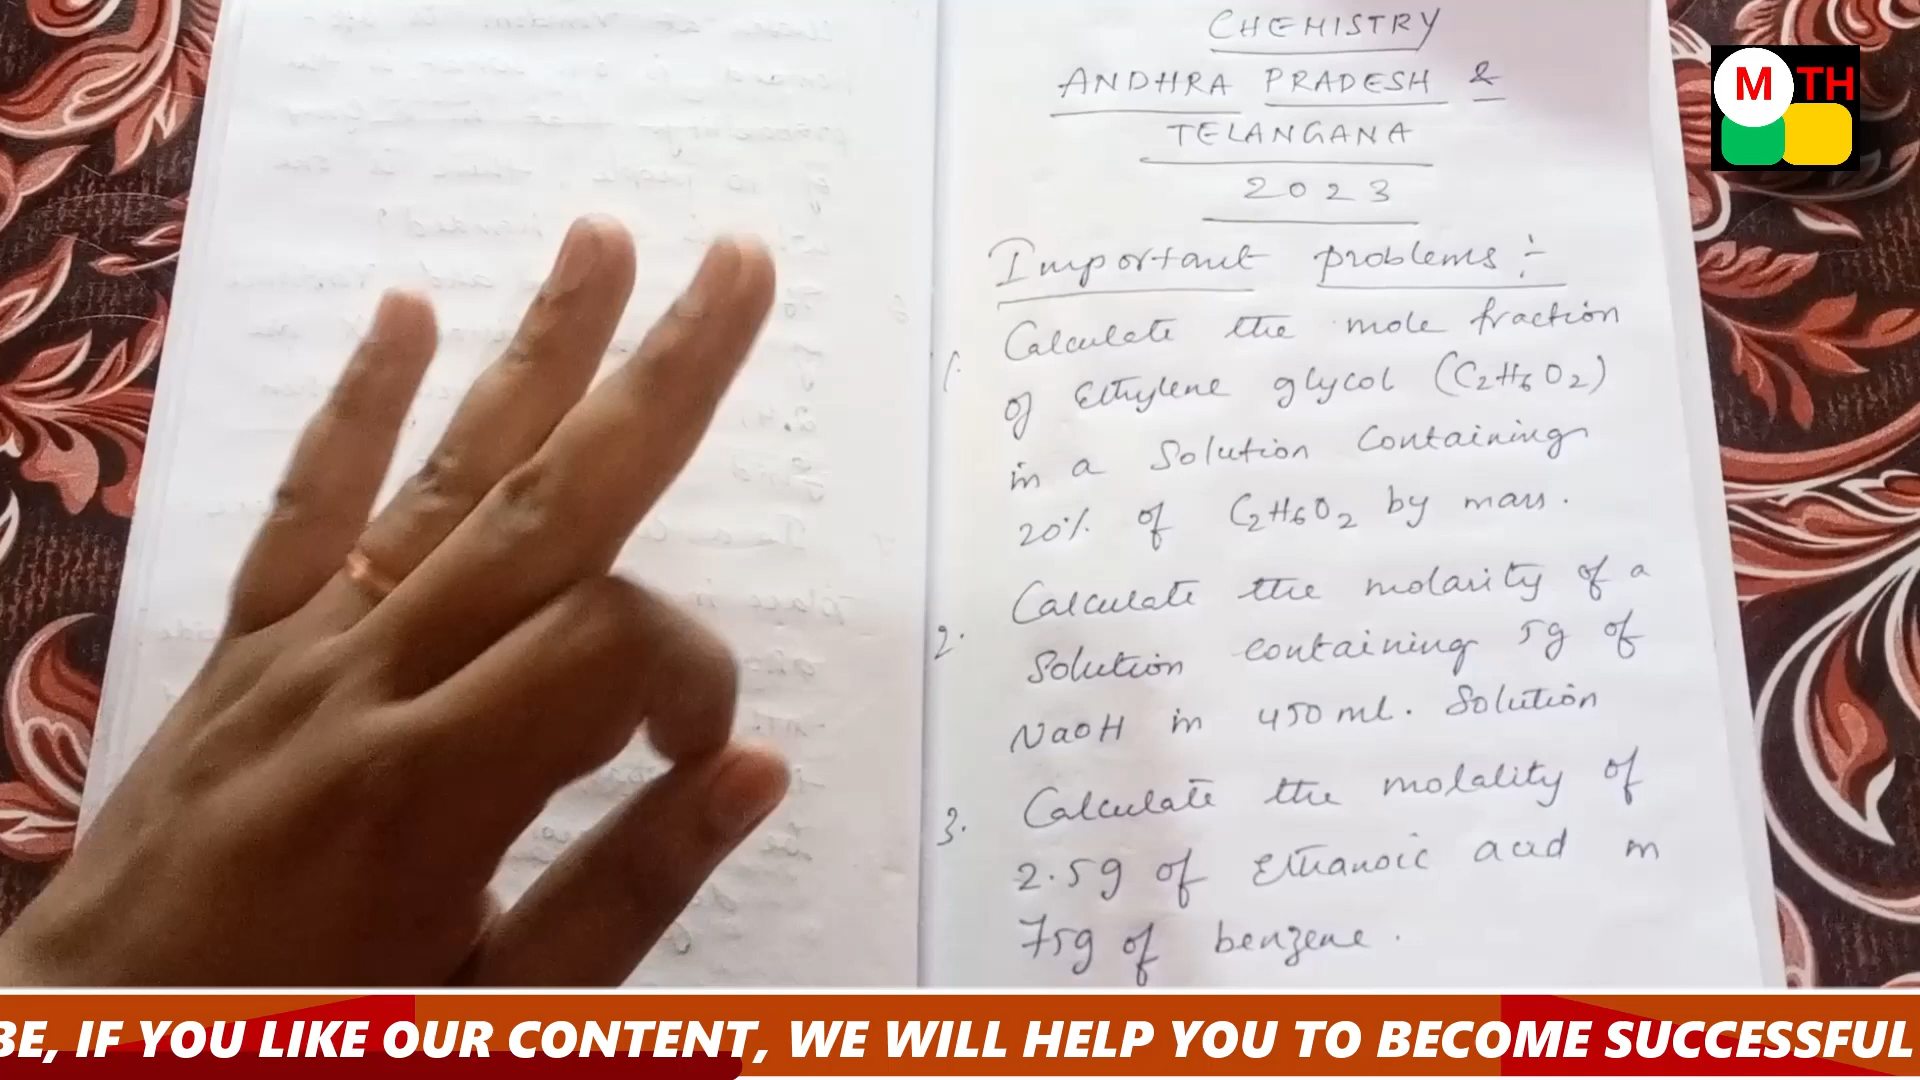 CHEMISTRY
ANDHRA PRADESH &
TELANGANA
2023
Important problems :-
1. Calculate the mole fraction
of Ethylene glycol (C2H6O2)
in a Solution Containing
20% of C2H6O2 by mass.
2. Calculate the molarity of a
Solution containing 5g of
NaOH in 450 ml. Solution
3. Calculate the molality of
2.5g of Ethanoic acid in
75g of benzene.
M TH
BE, IF YOU LIKE OUR CONTENT, WE WILL HELP YOU TO BECOME SUCCESSFUL